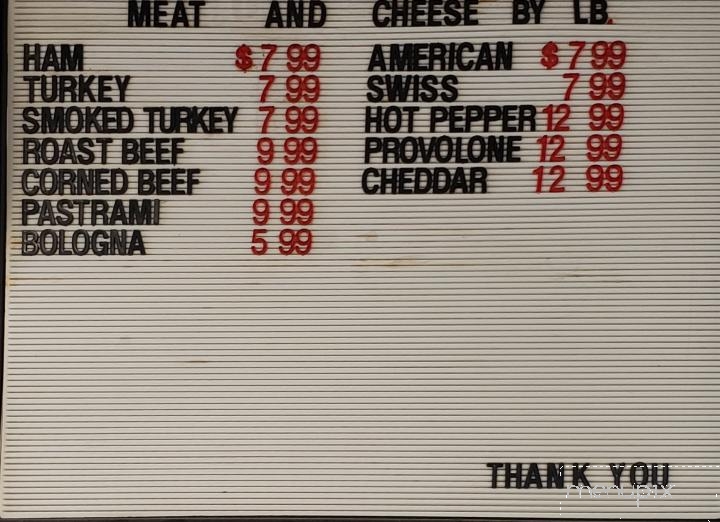 MEAT AND CHEESE BY LB.
HAM $7 99
TURKEY 7 99
SMOKED TURKEY 7 99
ROAST BEEF 9 99
CORNED BEEF 9 99
PASTRAMI 9 99
BOLOGNA 5 99
AMERICAN $7 99
SWISS 7 99
HOT PEPPER 12 99
PROVOLONE 12 99
CHEDDAR 12 99
THANK YOU
menupix